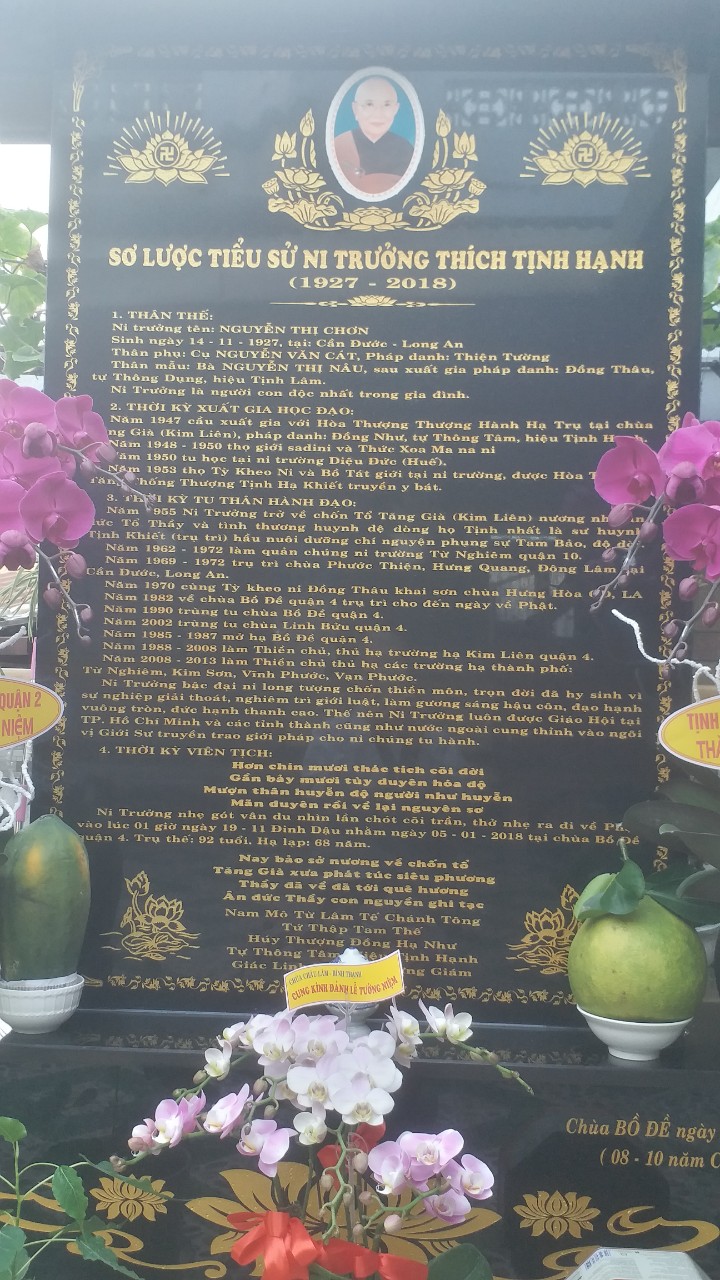 SƠ LƯỢC TIỂU SỬ NI TRƯỞNG THÍCH TỊNH HẠNH
(1927 - 2018)
1. THÂN THẾ:
Ni trưởng tên: NGUYỄN THỊ CHƠN
Sinh ngày 14 - 11 - 1927, tại: Cần Đước - Long An
Thân phụ: Cụ NGUYỄN VĂN CÁT, Pháp danh: Thiện Tường
Thân mẫu: Bà NGUYỄN THỊ NÂU, sau xuất gia pháp danh: Đồng Thâu,
tự Thông Dụng, hiệu Tịnh Lâm.
Ni Trưởng là người con độc nhất trong gia đình.
2. THỜI KỲ XUẤT GIA HỌC ĐẠO:
Năm 1947 cầu xuất gia với Hòa Thượng Thượng Hành Hạ Trụ tại chùa
Già (Kim Liên), pháp danh: Đồng Như, tự Thông Tâm, hiệu Tịnh
1948 - 1950 thọ giới sadini và Thức Xoa Ma na ni
1950 tu học tại ni trường Diệu Đức (Huế).
1953 thọ Tỳ Kheo Ni và Bồ Tát giới tại ni trường, được Hòa
Thống Thượng Tịnh Hạ Khiết truyền y bát.
3. THỜI KỲ TU THÂN HÀNH ĐẠO:
1955 Ni Trưởng trở về chốn Tổ Tăng Già (Kim Liên) nương nhờ
Tổ Thầy và tình thương huynh đệ dòng họ Tịnh nhất là sư huynh
Tịnh Khiết (trụ trì) hầu nuôi dưỡng chí nguyện phụng sự Tam Bảo, độ đời.
Năm 1962 - 1972 làm quản chúng ni trường Từ Nghiêm quận 10.
Năm 1969 - 1972 trụ trì chùa Phước Thiện, Hưng Quang, Động Lâm tại
Cần Đước, Long An.
Năm 1970 cùng Tỳ kheo ni Đồng Thâu khai sơn chùa Hưng Hòa LA
Năm 1982 về chùa Bồ Đề quận 4 trụ trì cho đến ngày về Phật.
Năm 1990 trùng tu chùa Bồ Đề quận 4.
Năm 2002 trùng tu chùa Linh Bửu quận 4.
Năm 1985 - 1987 mở hạ Bồ Đề quận 4.
Năm 1988 - 2008 làm Thiền chủ, thủ hạ trường hạ Kim Liên quận 4.
Năm 2008 - 2013 làm Thiền chủ thủ hạ các trường hạ thành phố:
Từ Nghiêm, Kim Sơn, Vĩnh Phước, Vạn Phước.
Ni Trưởng bậc đại ni long tượng chốn thiền môn, trọn đời đã hy sinh vì
sự nghiệp giải thoát, nghiêm trì giới luật, làm gương sáng hậu côn, đạo hạnh
vuông tròn, đức hạnh thanh cao. Thế nên Ni Trưởng luôn được Giáo Hội tại
TP. Hồ Chí Minh và các tỉnh thành cũng như nước ngoài cung thỉnh vào ngôi
vị Giới Sư truyền trao giới pháp cho ni chúng tu hành.
4. THỜI KỲ VIÊN TỊCH:
Hơn chín mươi thác tích cõi đời
Gần bảy mươi tùy duyên hóa độ
Mượn thân huyễn độ người như huyễn
Mãn duyên rồi về lại nguyên sơ
Ni Trưởng nhẹ gót vân du nhìn lần chót cõi trần, thở nhẹ ra đi về
vào lúc 01 giờ ngày 19 - 11 Đinh Dậu nhằm ngày 05 - 01 - 2018 tại chùa Bồ Đề
quận 4. Trụ thế: 92 tuổi. Hạ lạp: 68 năm.
Nay bảo sở nương về chốn tổ
Tăng Già xưa phát túc siêu phương
Thầy đã về đã tới quê hương
Ân đức Thầy con nguyền ghi tạc
Nam Mô Từ Lâm Tế Chánh Tông
Tứ Thập Tam Thế
Húy Thượng Đồng Hạ Như
Tự Thông Tâm Tịnh Hạnh
Giác Linh Giám
QUẬN 2
NIỆM
TỊNH
CHÙA CHÂU LÂM - BÌNH THẠNH
CUNG KÍNH ĐẢNH LỄ TƯỞNG NIỆM
Chùa BỒ ĐỀ ngày
( 08 - 10 năm